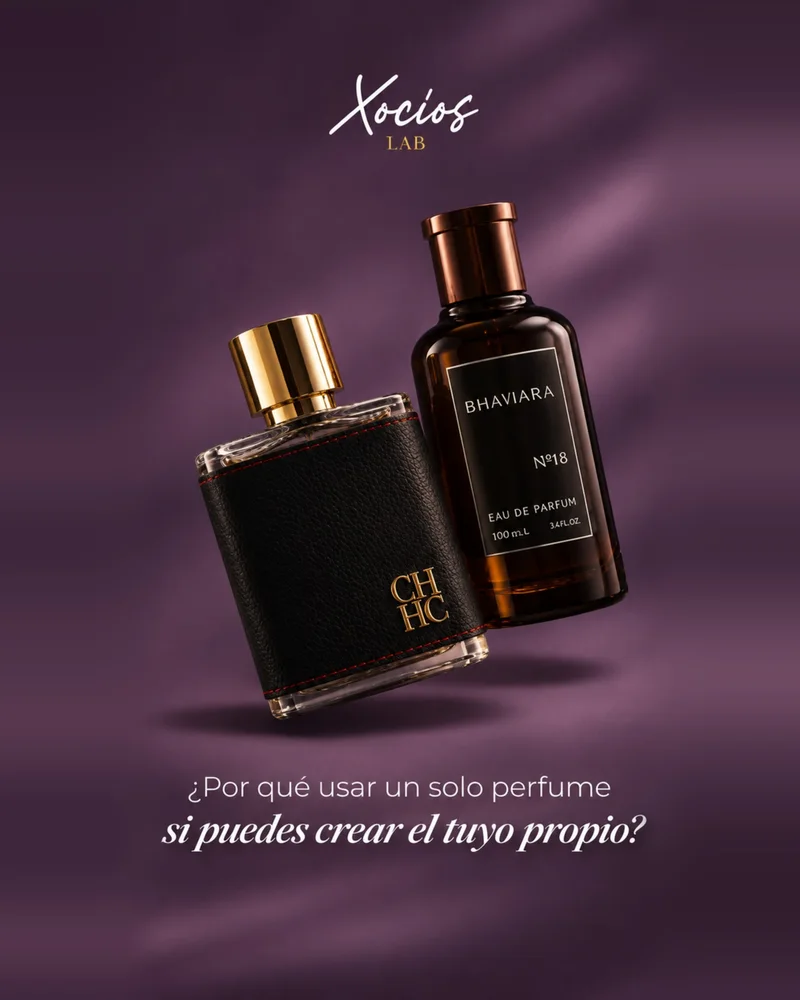 Xocíos
LAB
BHAVIARA
Nº18
EAU DE PARFUM
100 mL 3.4FL.OZ.
CH
HC
¿Por qué usar un solo perfume
si puedes crear el tuyo propio?